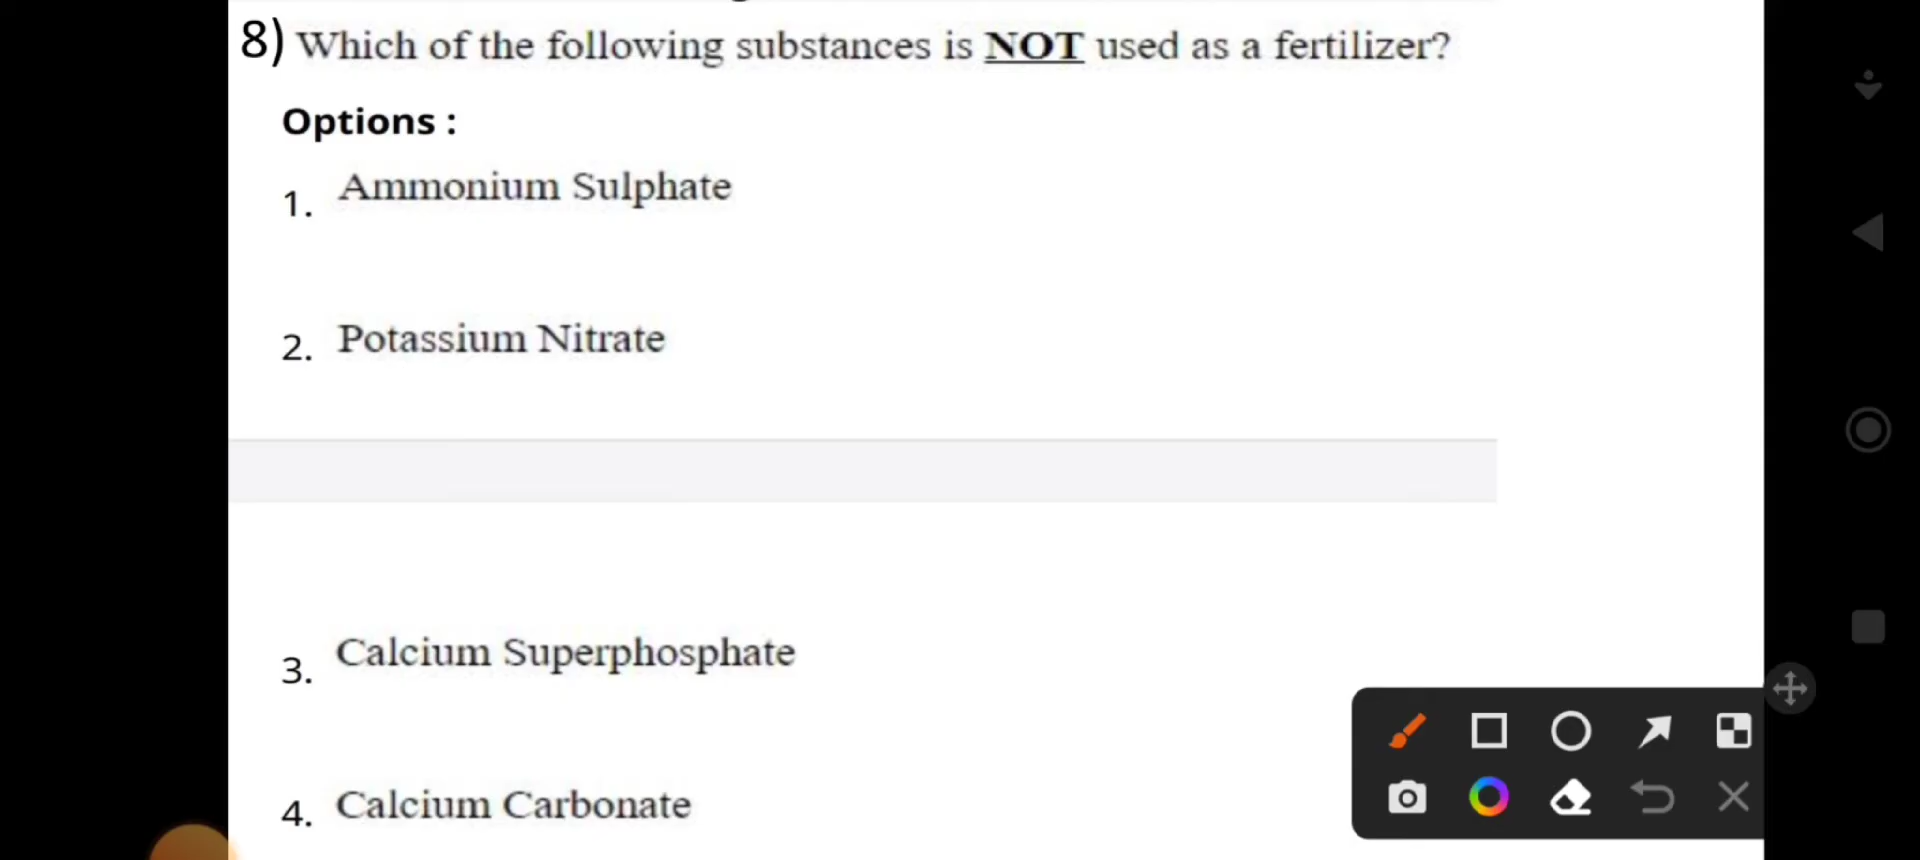 8) Which of the following substances is NOT used as a fertilizer?
Options :
1. Ammonium Sulphate
2. Potassium Nitrate
3. Calcium Superphosphate
4. Calcium Carbonate